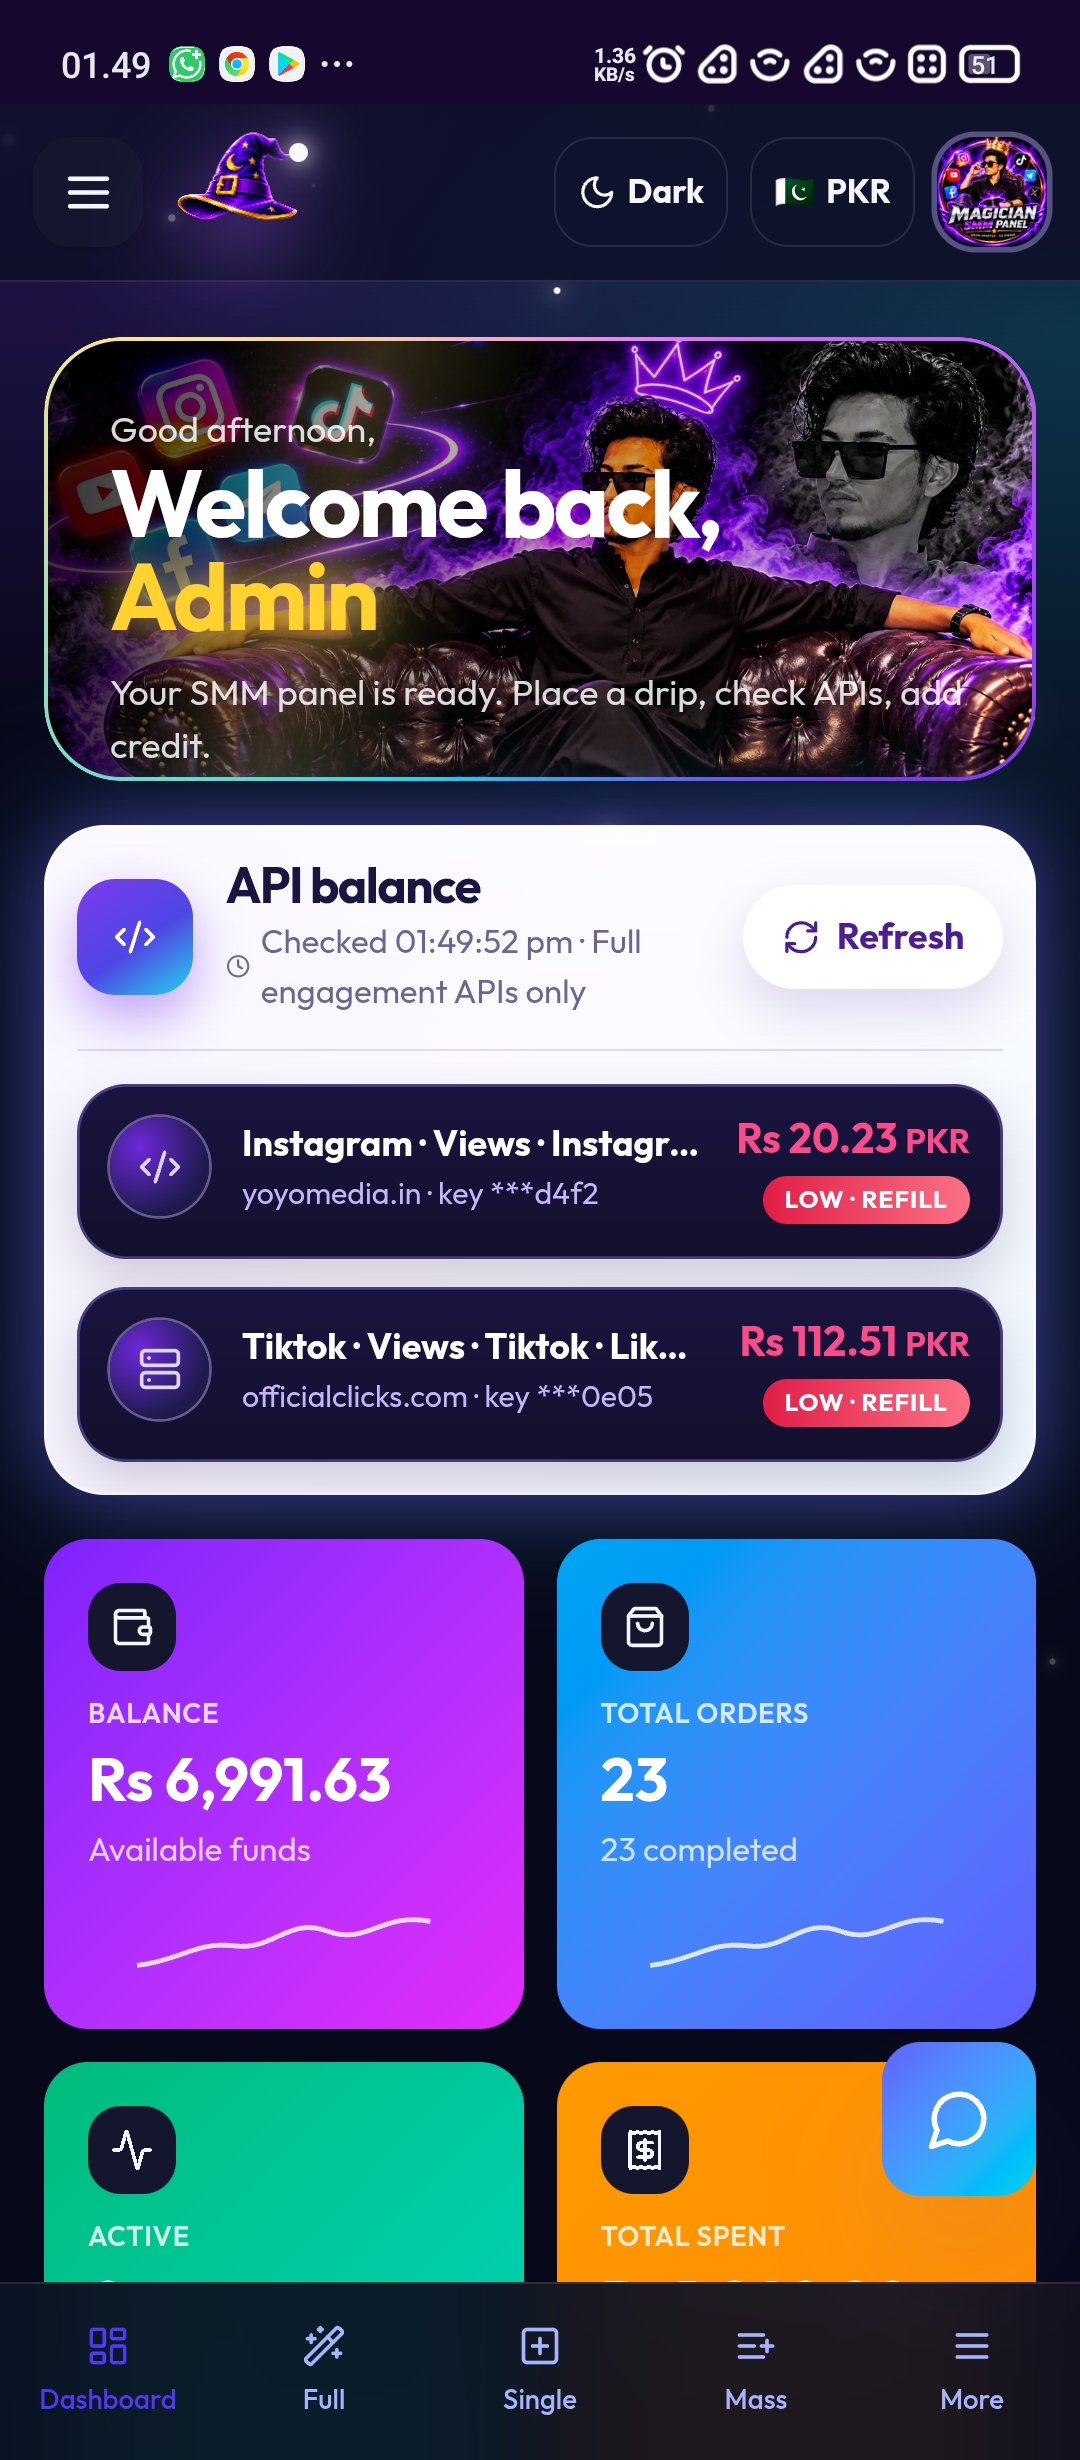 01.49
1.36 KB/s
51
Dark
PKR
MAGICIAN
SMM PANEL
Good afternoon,
Welcome back,
Admin
Your SMM panel is ready. Place a drip, check APIs, add
credit.
API balance
Checked 01:49:52 pm · Full
engagement APIs only
Refresh
Instagram · Views · Instagr...
Rs 20.23 PKR
yoyomedia.in · key ***d4f2
LOW · REFILL
Tiktok · Views · Tiktok · Lik...
Rs 112.51 PKR
officialclicks.com · key ***0e05
LOW · REFILL
BALANCE
Rs 6,991.63
Available funds
TOTAL ORDERS
23
23 completed
ACTIVE
TOTAL SPENT
Dashboard
Full
Single
Mass
More